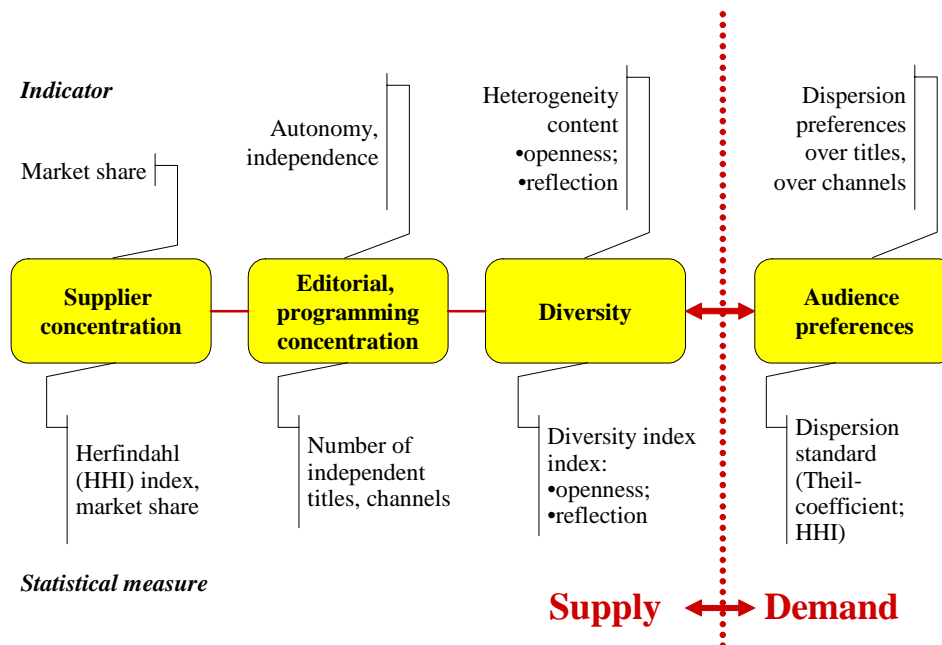 Indicator
Market share
Autonomy,
independence
Heterogeneity
content
•openness;
•reflection
Dispersion
preferences
over titles,
over channels
Supplier
concentration
Editorial,
programming
concentration
Diversity
Audience
preferences
Herfindahl
(HHI) index,
market share
Number of
independent
titles, channels
Diversity index
index:
•openness;
•reflection
Dispersion
standard
(Theil-
coefficient;
HHI)
Statistical measure
Supply
Demand